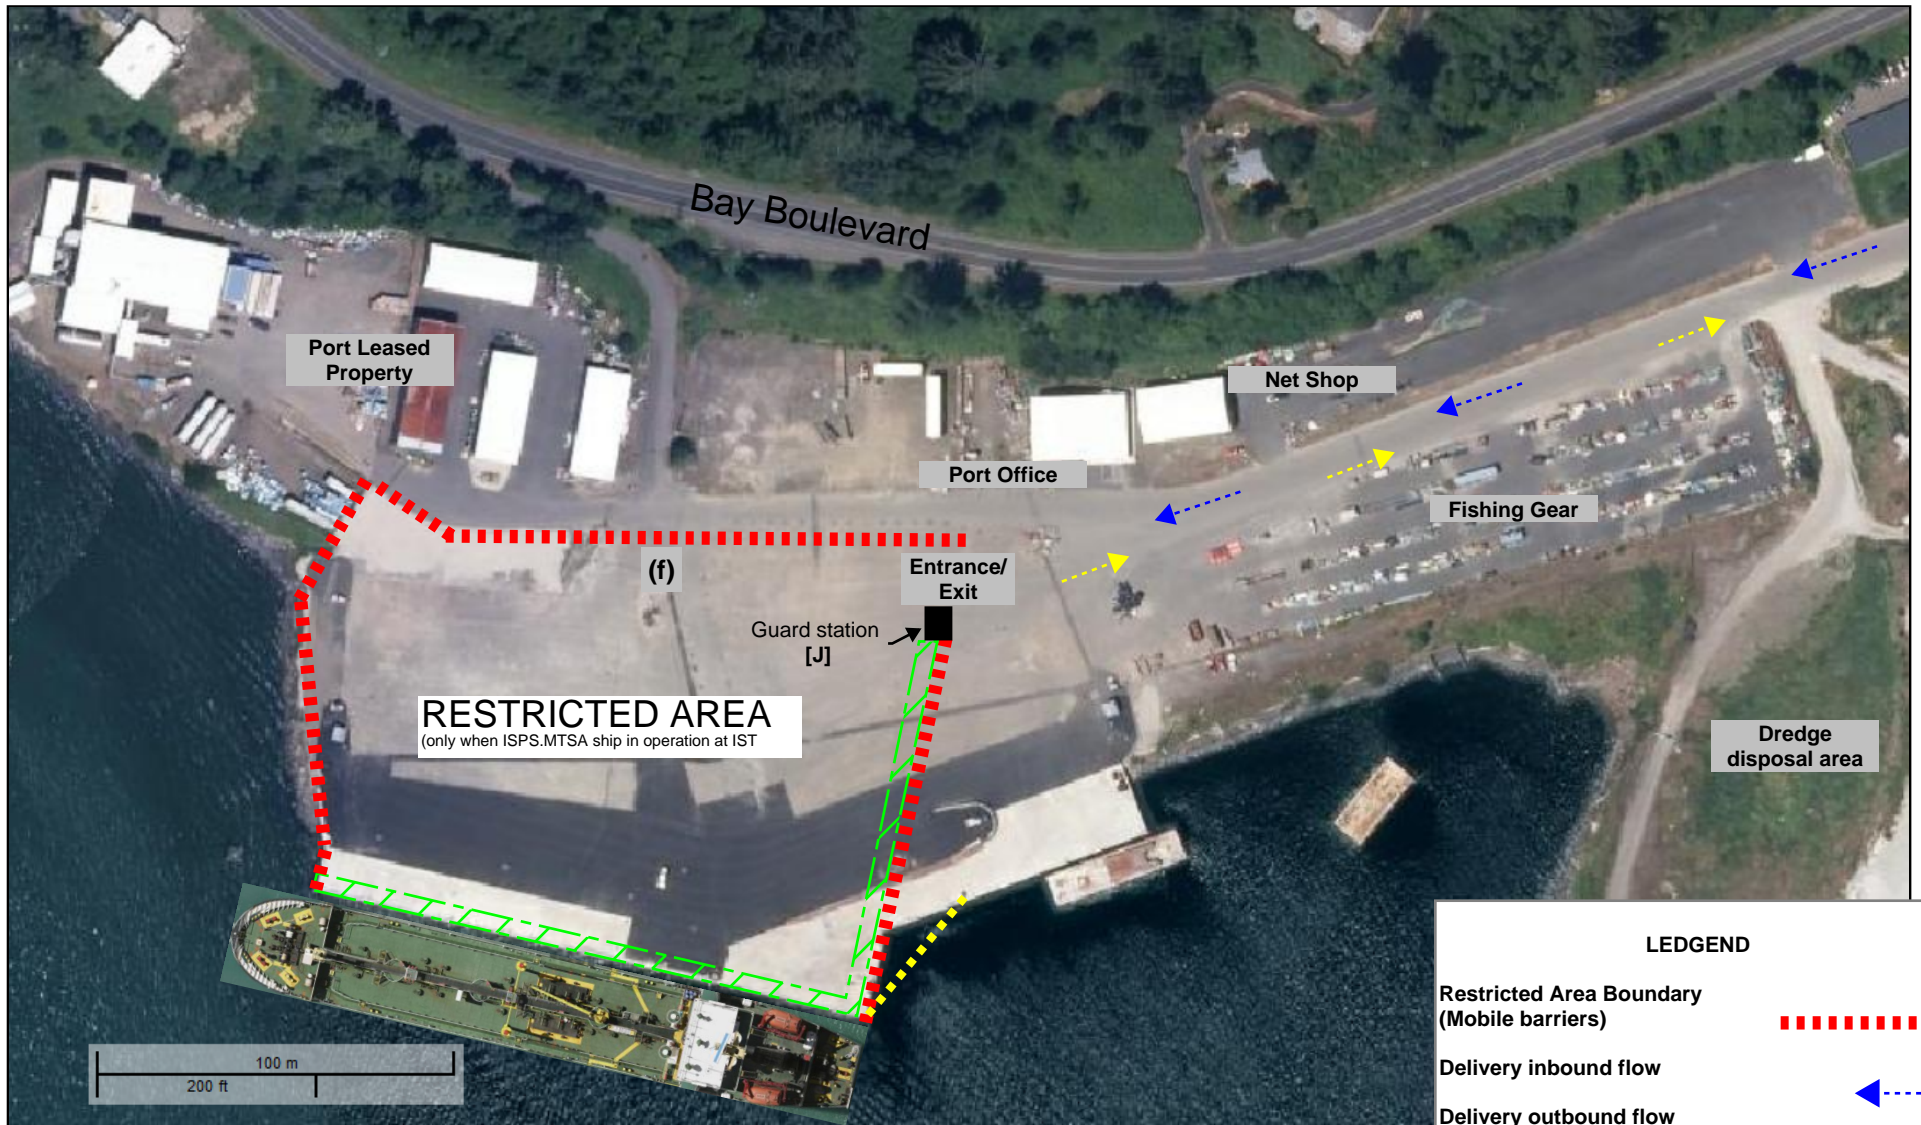 Bay Boulevard
Port Leased
Property
Net Shop
Port Office
Fishing Gear
(f)
Entrance/
Exit
Guard station
[J]
RESTRICTED AREA
(only when ISPS.MTSA ship in operation at IST
Dredge
disposal area
100 m
200 ft
LEDGEND
Restricted Area Boundary
(Mobile barriers)
Delivery inbound flow
Delivery outbound flow